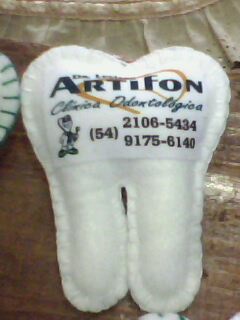 ARTIFON
Clínica Odontológica
(54) 2106-5434
9175-6140